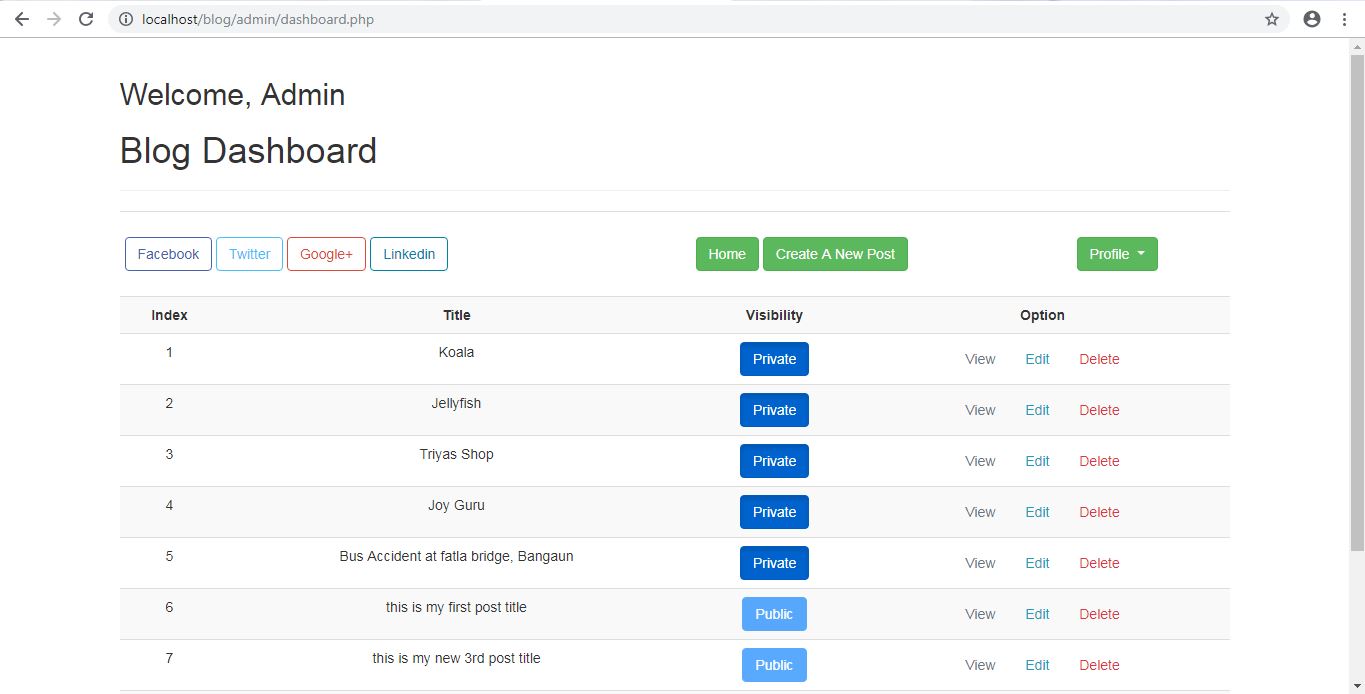 localhost/blog/admin/dashboard.php
Welcome, Admin
Blog Dashboard
Facebook Twitter Google+ Linkedin Home Create A New Post Profile
Index Title Visibility Option
1 Koala Private View Edit Delete
2 Jellyfish Private View Edit Delete
3 Triyas Shop Private View Edit Delete
4 Joy Guru Private View Edit Delete
5 Bus Accident at fatla bridge, Bangaun Private View Edit Delete
6 this is my first post title Public View Edit Delete
7 this is my new 3rd post title Public View Edit Delete